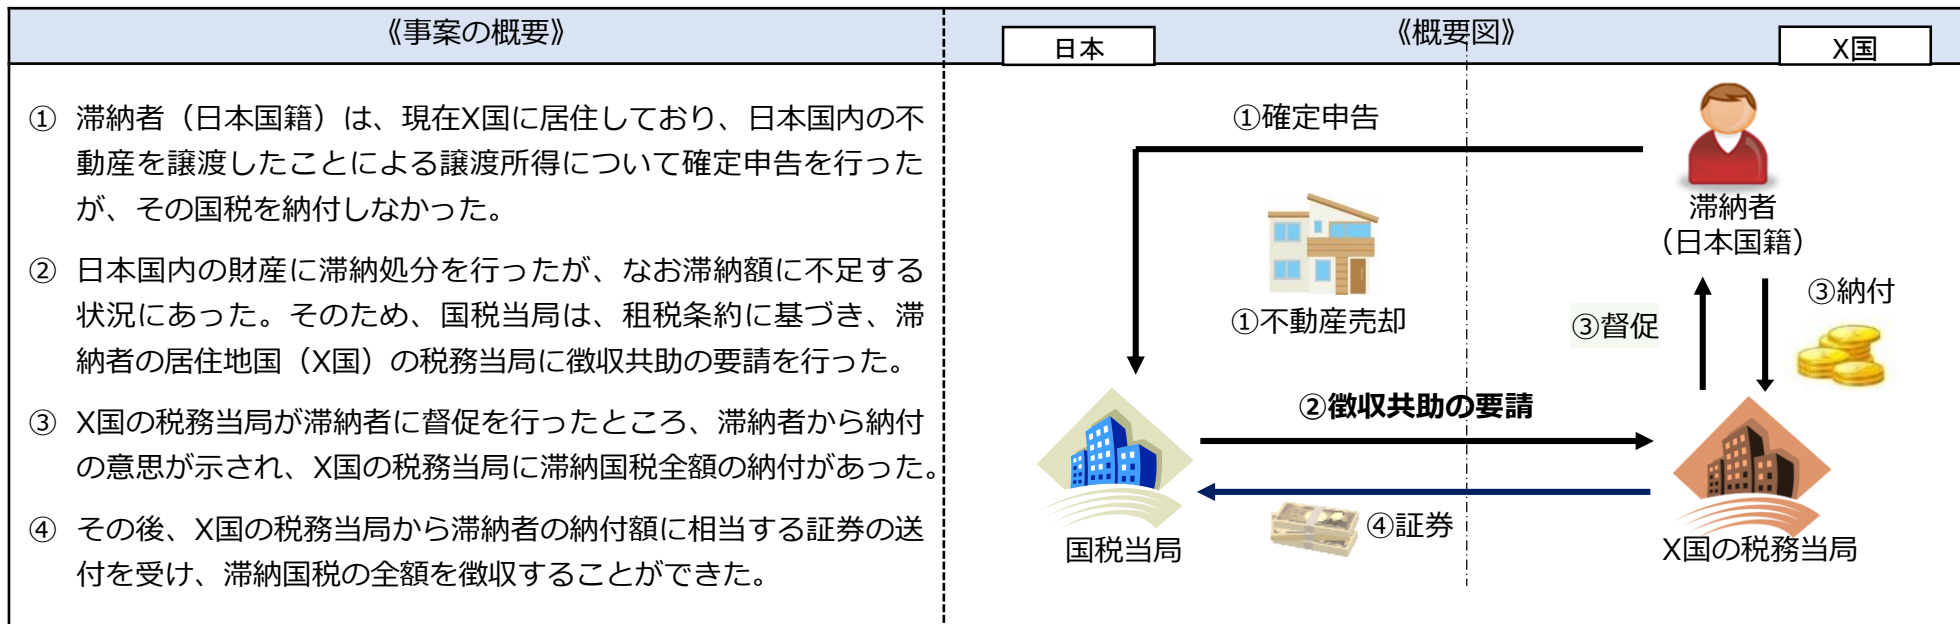 《事案の概要》
① 滞納者（日本国籍）は、現在X国に居住しており、日本国内の不
動産を譲渡したことによる譲渡所得について確定申告を行った
が、その国税を納付しなかった。
② 日本国内の財産に滞納処分を行ったが、なお滞納額に不足する
状況にあった。そのため、国税当局は、租税条約に基づき、滞
納者の居住地国（X国）の税務当局に徴収共助の要請を行った。
③ X国の税務当局が滞納者に督促を行ったところ、滞納者から納付
の意思が示され、X国の税務当局に滞納国税全額の納付があった。
④ その後、X国の税務当局から滞納者の納付額に相当する証券の送
付を受け、滞納国税の全額を徴収することができた。
《概要図》
日本
X国
①確定申告
滞納者
（日本国籍）
①不動産売却
③督促
③納付
②徴収共助の要請
④証券
国税当局
X国の税務当局